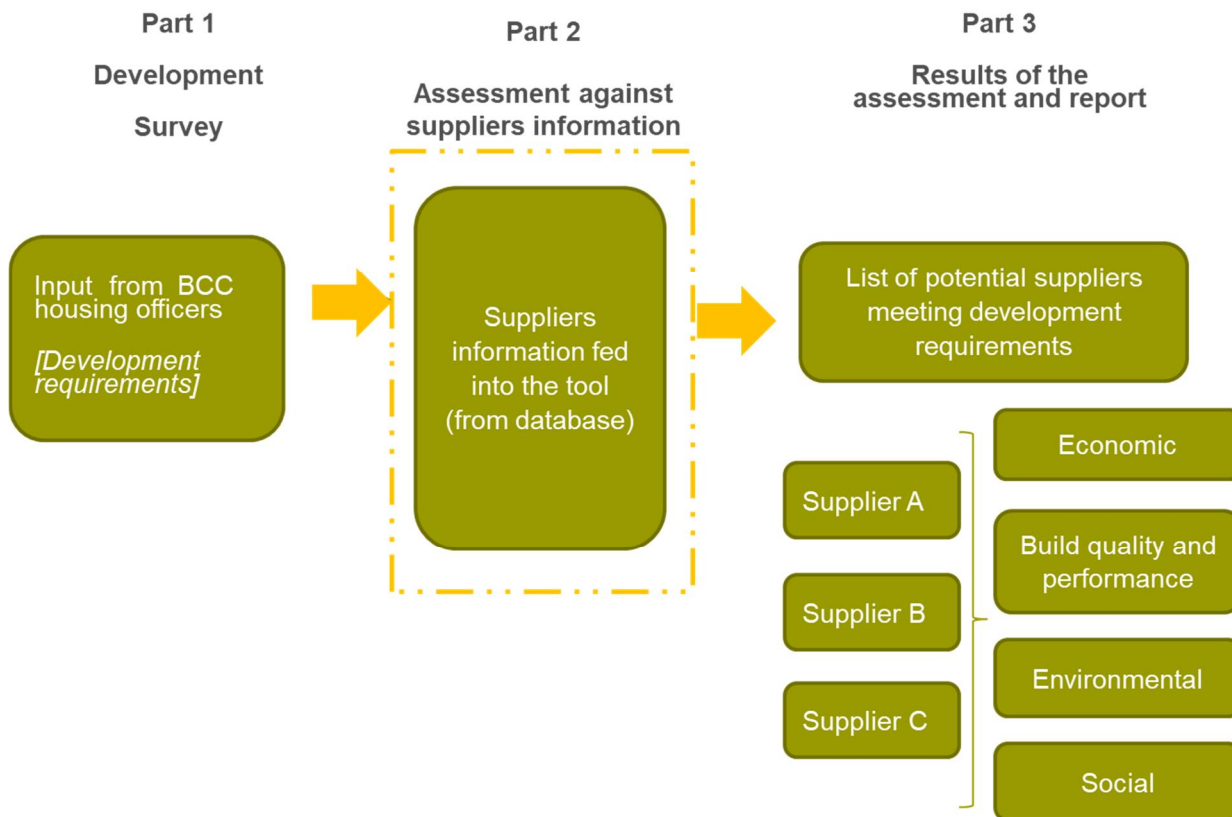 Part 1
Development
Survey
Part 2
Assessment against
suppliers information
Part 3
Results of the
assessment and report
Input from BCC
housing officers
[Development
requirements]
Suppliers
information fed
into the tool
(from database)
List of potential suppliers
meeting development
requirements
Supplier A
Supplier B
Supplier C
Economic
Build quality and
performance
Environmental
Social